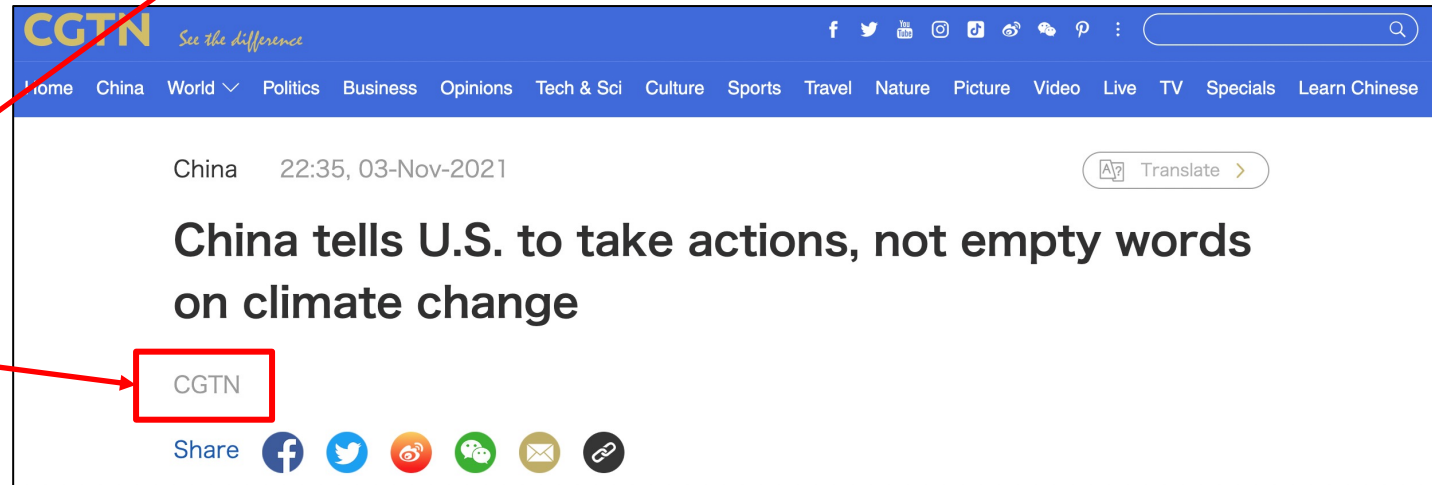 CGTN See the difference
Home China World Politics Business Opinions Tech & Sci Culture Sports Travel Nature Picture Video Live TV Specials Learn Chinese
China 22:35, 03-Nov-2021 Translate
China tells U.S. to take actions, not empty words
on climate change
CGTN
Share